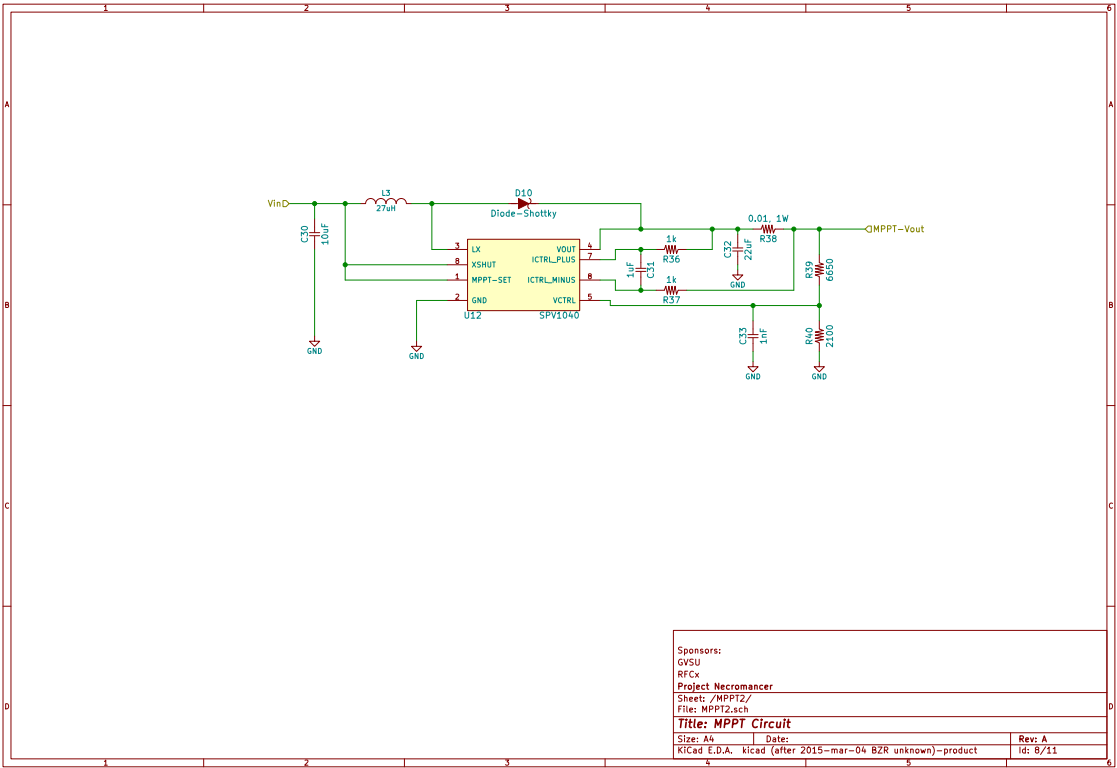 1 2 3 4 5 6
A A
L3
27uH
D10
Diode-Shottky
Vin
C30
10uF
0.01, 1W
R38
MPPT-Vout
3 LX
8 XSHUT
1 MPPT-SET
2 GND
VOUT 4
ICTRL_PLUS 7
ICTRL_MINUS 6
VCTRL 5
U12
SPV1040
1k
R36
1uF
C31
1k
R37
C32
22uF
GND
R39
6650
B B
C33
1nF
R40
2100
GND
GND
GND
GND
C C
Sponsors:
GVSU
RFCx
Project Necromancer
Sheet: /MPPT2/
File: MPPT2.sch
D D
Title: MPPT Circuit
Size: A4 Date: Rev: A
KiCad E.D.A. kicad (after 2015-mar-04 BZR unknown)-product Id: 8/11
1 2 3 4 5 6